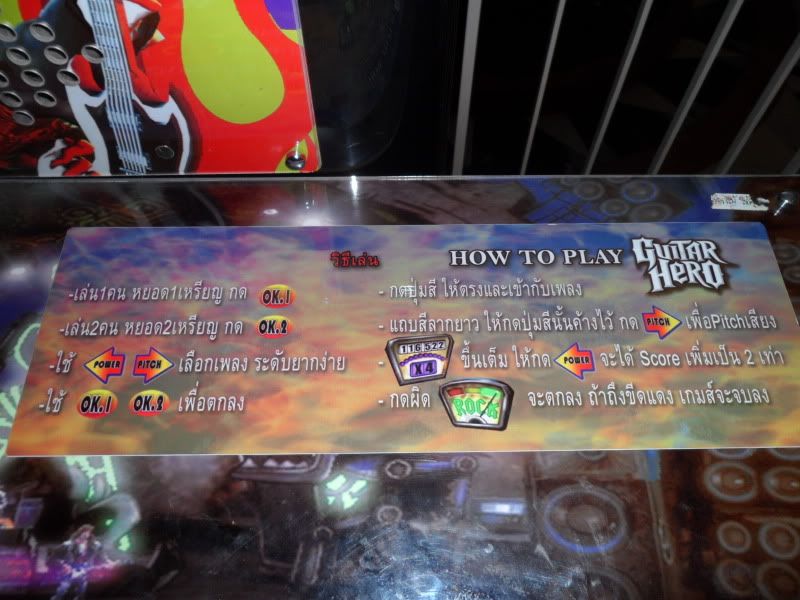 วิธีเล่น HOW TO PLAY GUITAR HERO
-เล่น1คน หยอด1เหรียญ กด OK.1
-เล่น2คน หยอด2เหรียญ กด OK.2
-ใช้ POWER PITCH เลือกเพลง ระดับยากง่าย
-ใช้ OK.1 OK.2 เพื่อตกลง
- กดปุ่มสี ให้ตรงและเข้ากับเพลง
- แถบสีลากยาว ให้กดปุ่มสีนั้นค้างไว้ กด PITCH เพื่อPitchเสียง
- 116,522 X4 ขึ้นเต็ม ให้กด POWER จะได้ Score เพิ่มเป็น 2 เท่า
- กดผิด ROCK จะตกลง ถ้าถึงขีดแดง เกมส์จะจบลง